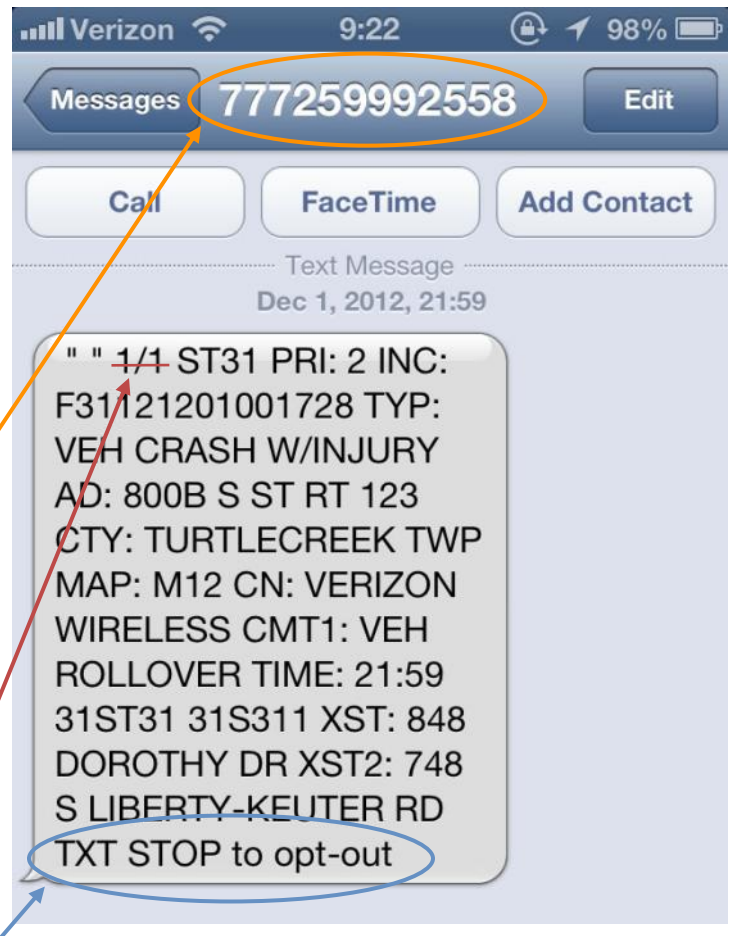 Verizon 9:22 98%
Messages 777259992558 Edit
Call FaceTime Add Contact
Text Message
Dec 1, 2012, 21:59
" " 1/1 ST31 PRI: 2 INC:
F31121201001728 TYP:
VEH CRASH W/INJURY
AD: 800B S ST RT 123
CTY: TURTLECREEK TWP
MAP: M12 CN: VERIZON
WIRELESS CMT1: VEH
ROLLOVER TIME: 21:59
31ST31 31S311 XST: 848
DOROTHY DR XST2: 748
S LIBERTY-KEUTER RD
TXT STOP to opt-out